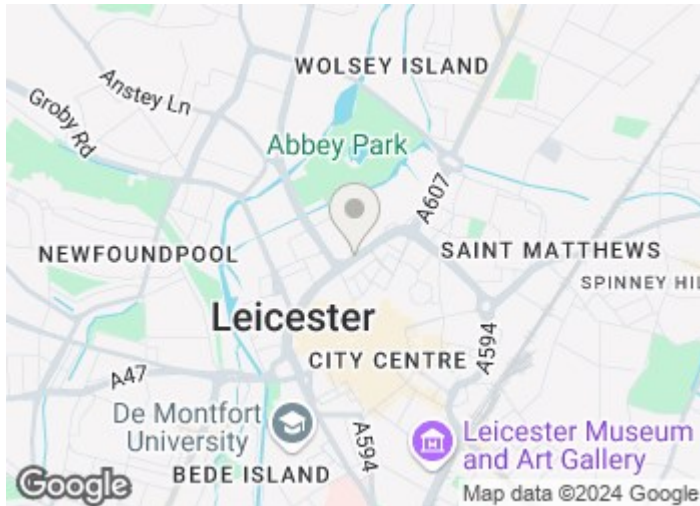 WOLSEY ISLAND
Anstey Ln
Groby Rd
Abbey Park
A607
NEWFOUNDPOOL
SAINT MATTHEWS
SPINNEY HIL
Leicester
CITY CENTRE
A594
A47
De Montfort
University
A594
Leicester Museum
and Art Gallery
BEDE ISLAND
Google
Map data ©2024 Google